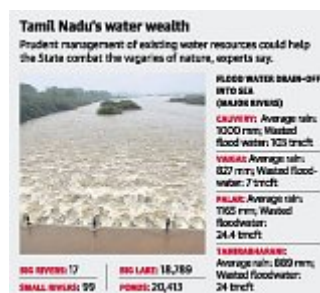 Tamil Nadu's water wealth
Prudent management of existing water resources could help
the State combat the vagaries of nature, experts say.
FLOOD WATER DRAIN-OFF
INTO SEA
(MAJOR RIVERS)
CAUVERY: Average rain:
1000 mm; Wasted
flood water: 103 tmcft
VAIGAI: Average rain:
827 mm; Wasted flood-
water: 7 tmcft
PALAR: Average rain:
1165 mm; Wasted
floodwater:
24.4 tmcft
TAMIRABARANI:
Average rain: 889 mm;
Wasted floodwater:
24 tmcft
BIG RIVERS: 17
SMALL RIVERS: 99
BIG LAKE: 18,789
PONDS: 20,413